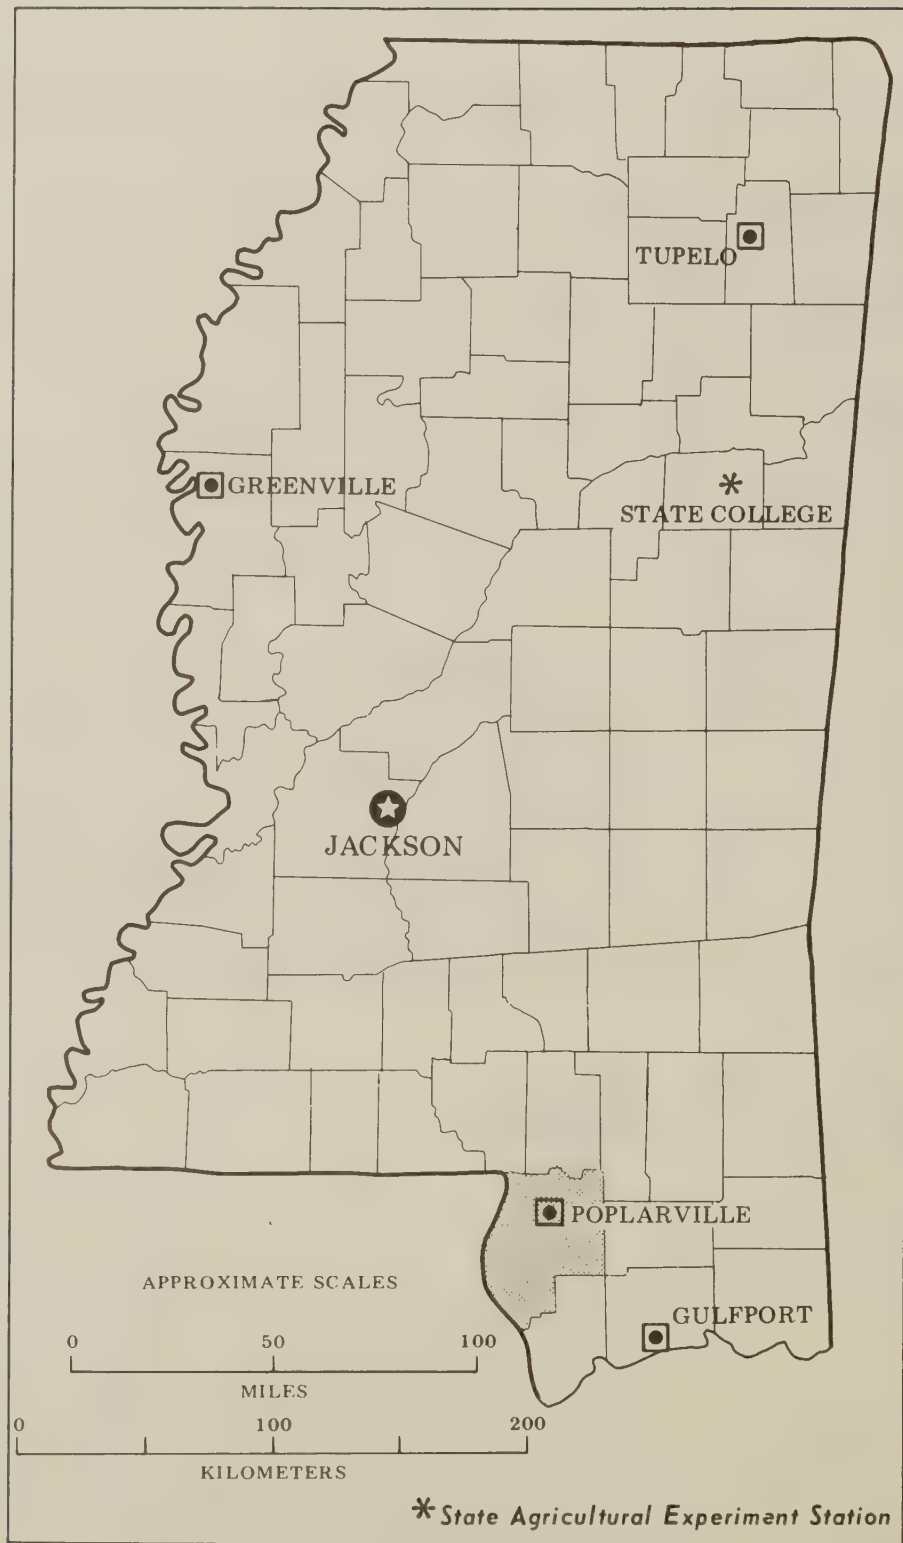 TUPELO
GREENVILLE
STATE COLLEGE
JACKSON
POPLARVILLE
APPROXIMATE SCALES
GULFPORT
0 50 100
MILES
0 100 200
KILOMETERS
* State Agricultural Experiment Station